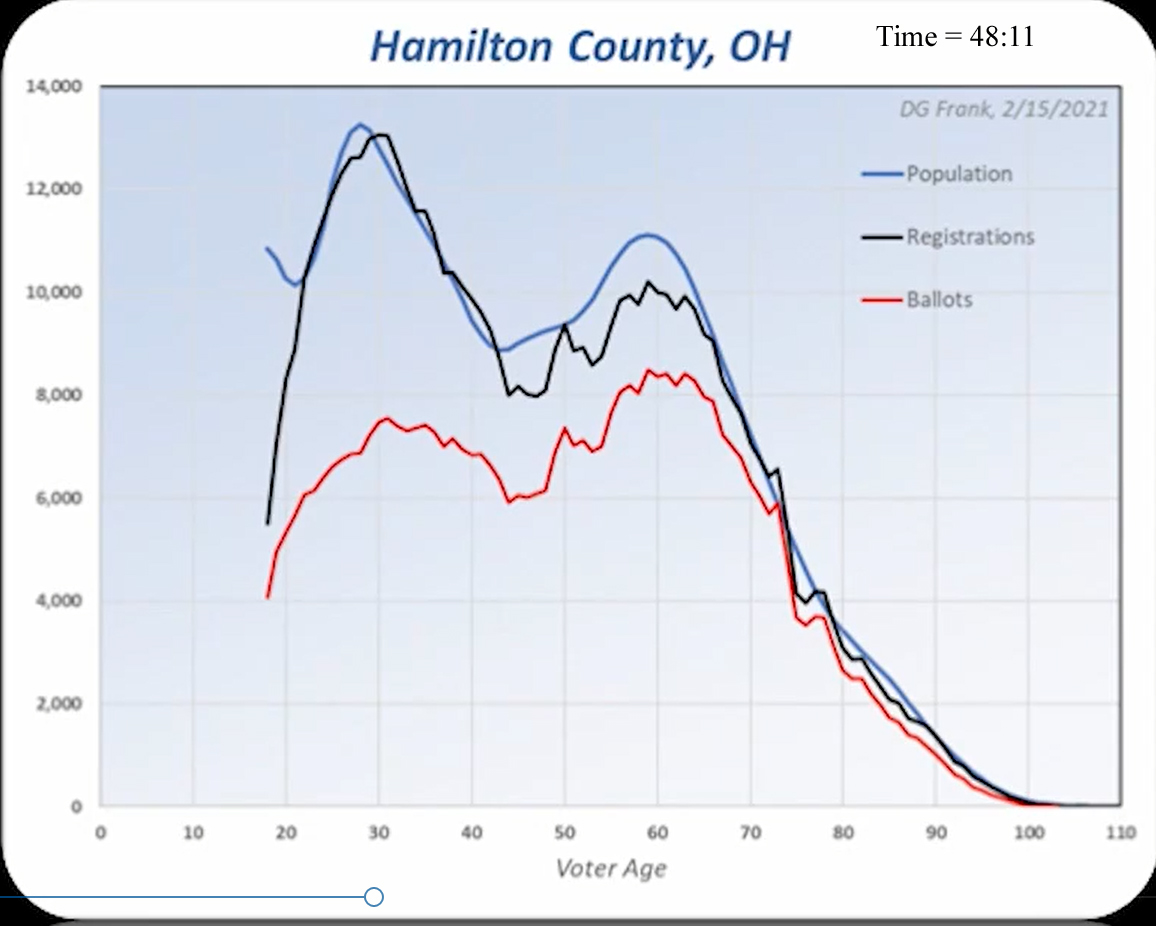 Hamilton County, OH
Time = 48:11
DG Frank, 2/15/2021
Population
Registrations
Ballots
14,000
12,000
10,000
8,000
6,000
4,000
2,000
0
0 10 20 30 40 50 60 70 80 90 100 110
Voter Age